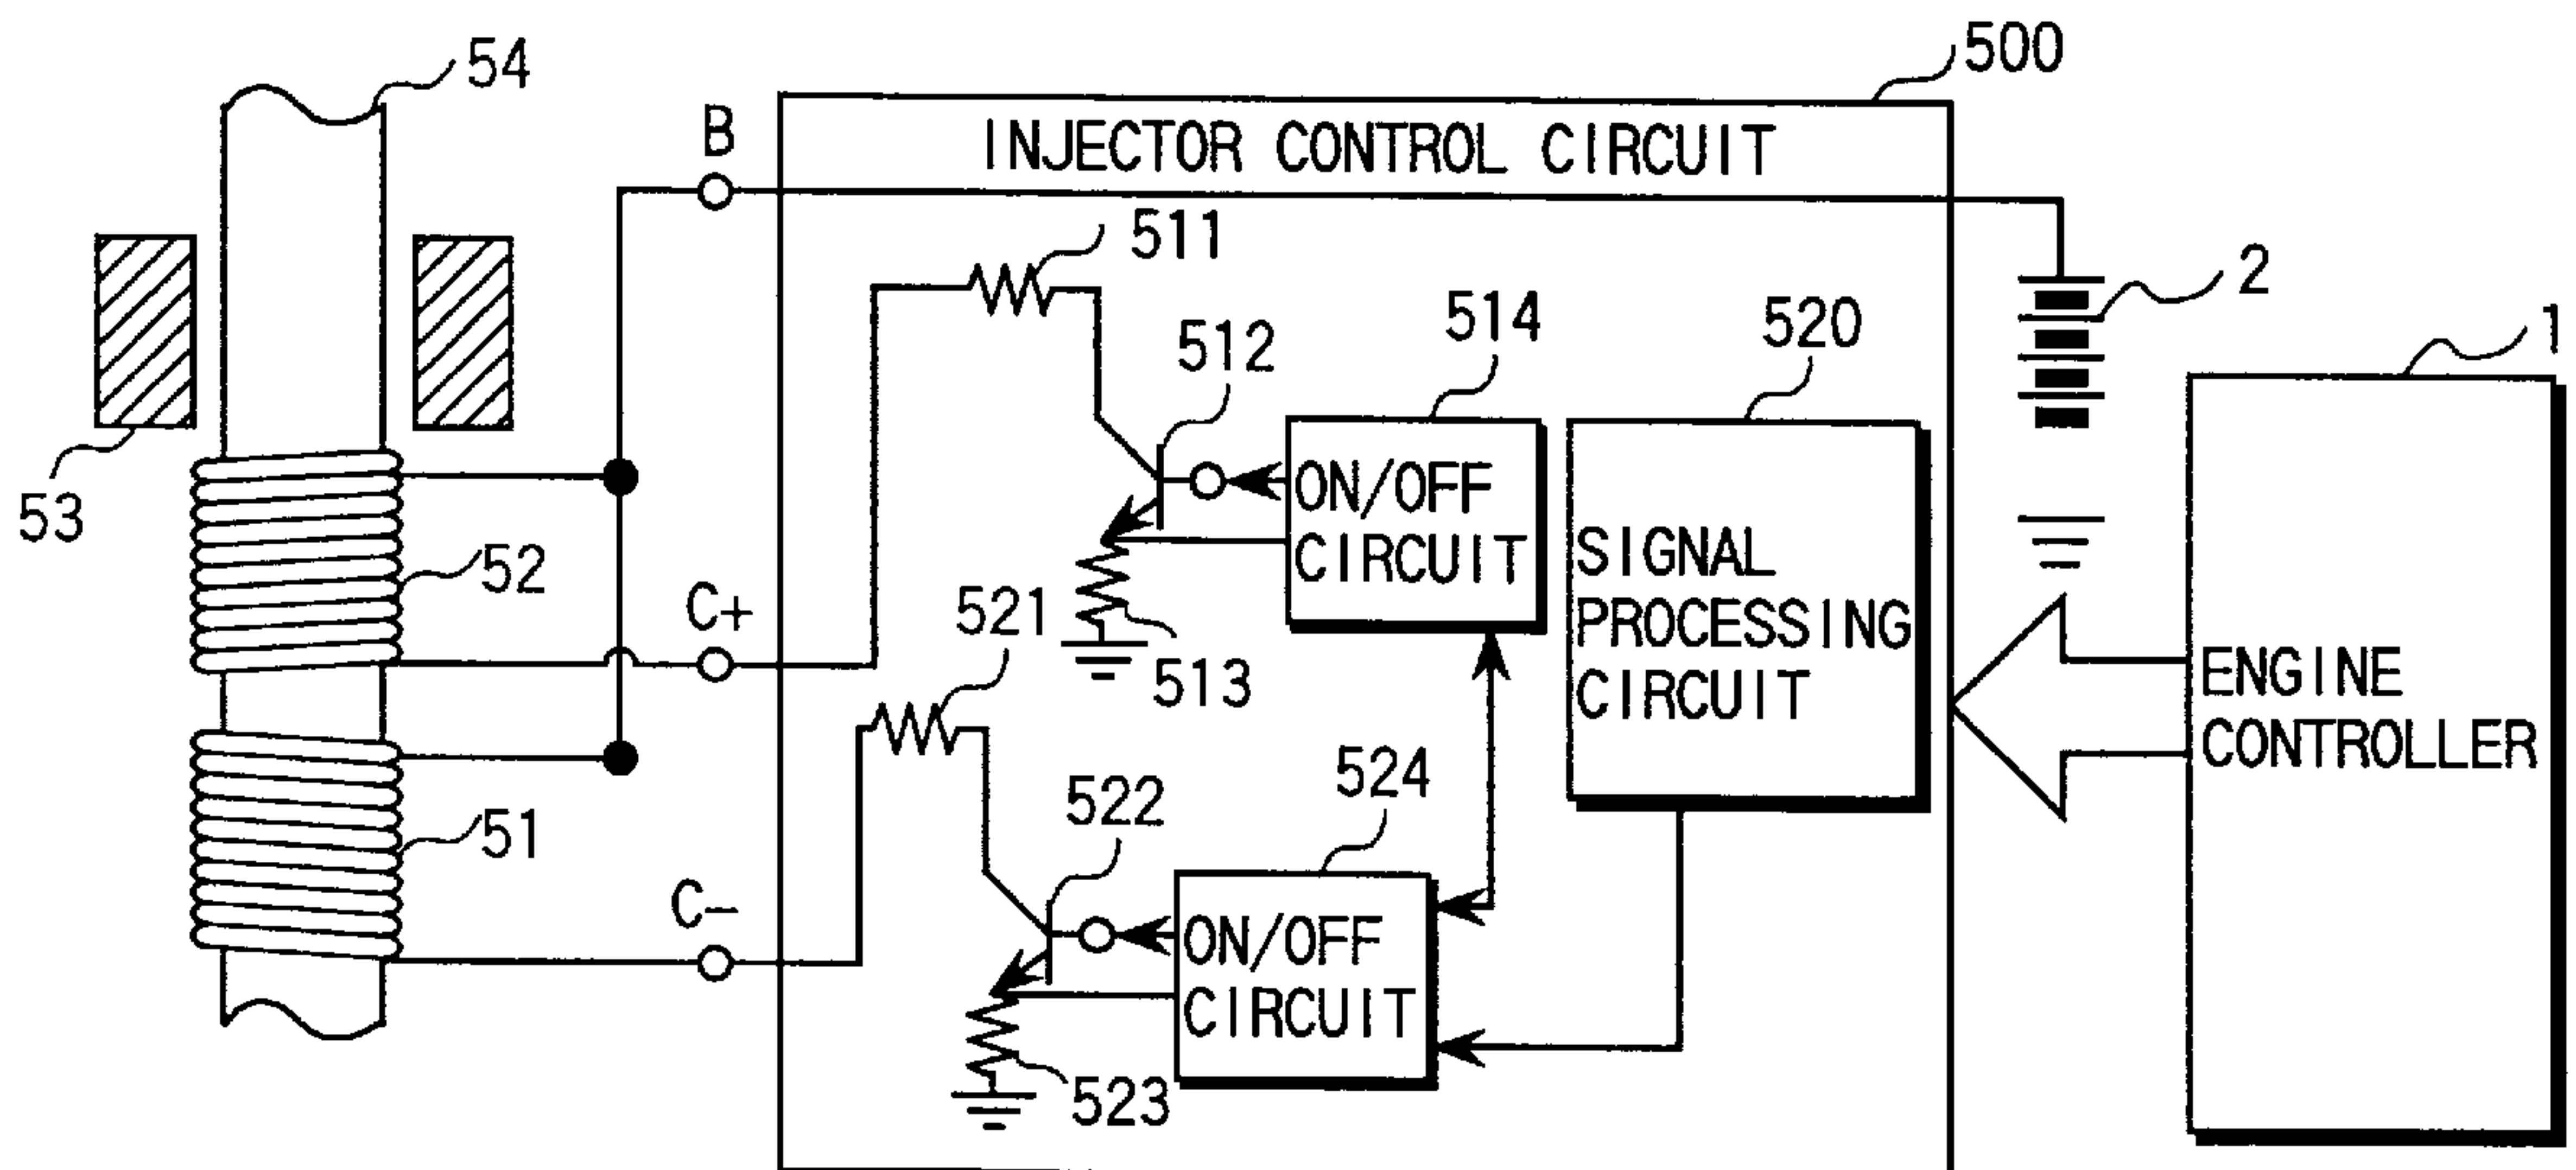 54
500
B
INJECTOR CONTROL CIRCUIT
511
2
514
520
1
512
53
ON/OFF
CIRCUIT
SIGNAL
PROCESSING
CIRCUIT
52
C+
521
513
ENGINE
CONTROLLER
51
522
524
C-
ON/OFF
CIRCUIT
523